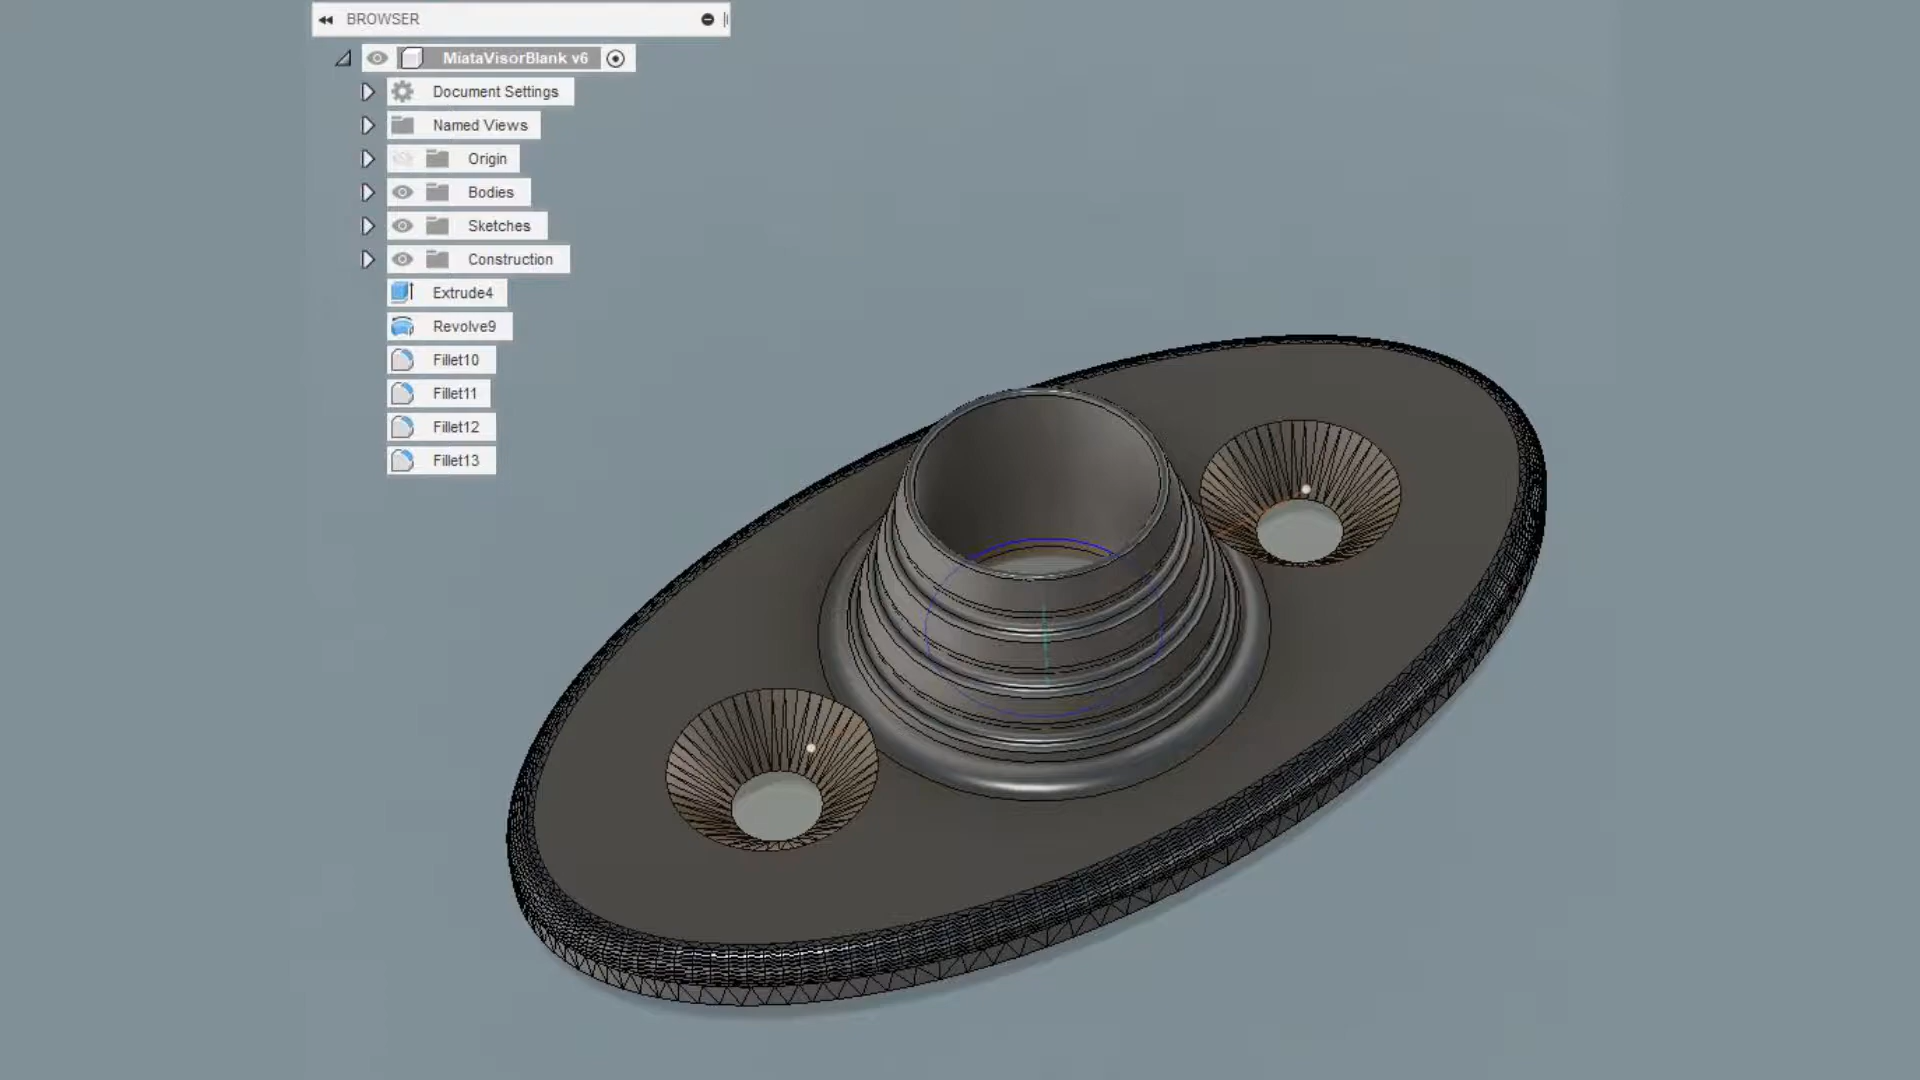 BROWSER
MiataVisorBlank v6
Document Settings
Named Views
Origin
Bodies
Sketches
Construction
Extrude4
Revolve9
Fillet10
Fillet11
Fillet12
Fillet13